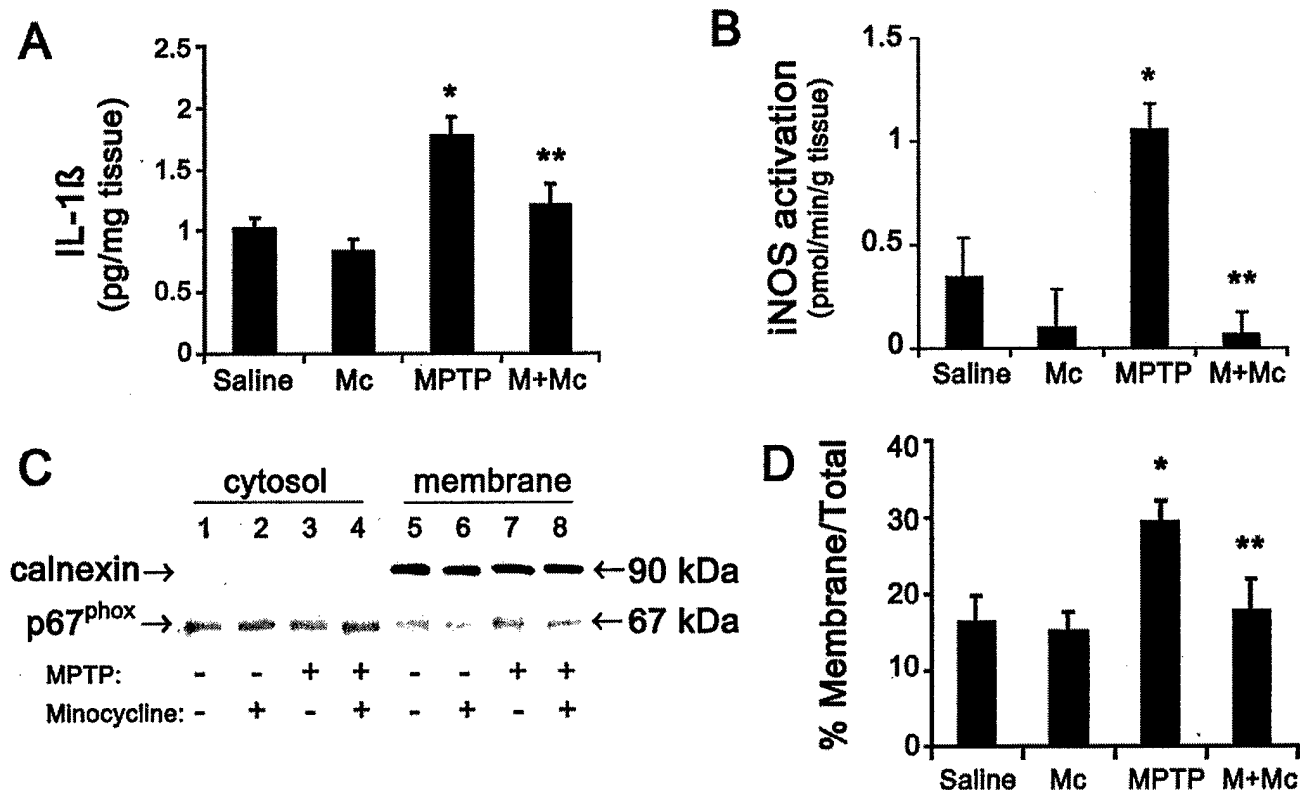 A
IL-1ß
(pg/mg tissue)
2.5
2
1.5
1
0.5
0
*
**
Saline Mc MPTP M+Mc
B
iNOS activation
(pmol/min/g tissue)
1.5
1
0.5
0
*
**
Saline Mc MPTP M+Mc
C
cytosol membrane
1 2 3 4 5 6 7 8
calnexin→ ←90 kDa
p67phox→ ←67 kDa
MPTP: - - + + - - + +
Minocycline: - + - + - + - +
D
% Membrane/Total
40
30
20
10
0
*
**
Saline Mc MPTP M+Mc